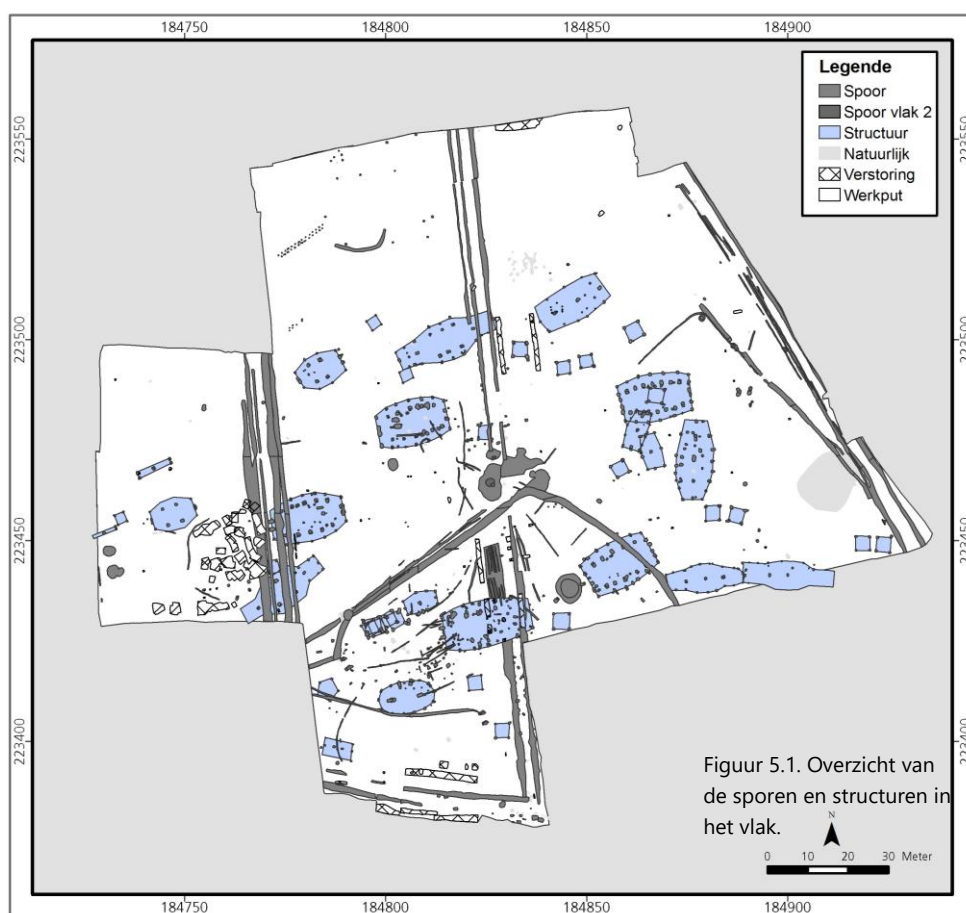 184750 184800 184850 184900
223550 223550
223500 223500
223450 223450
223400 223400
Legende
Spoor
Spoor vlak 2
Structuur
Natuurlijk
Verstoring
Werkput
Figuur 5.1. Overzicht van
de sporen en structuren in
het vlak.
N
0 10 20 30 Meter
184750 184800 184850 184900